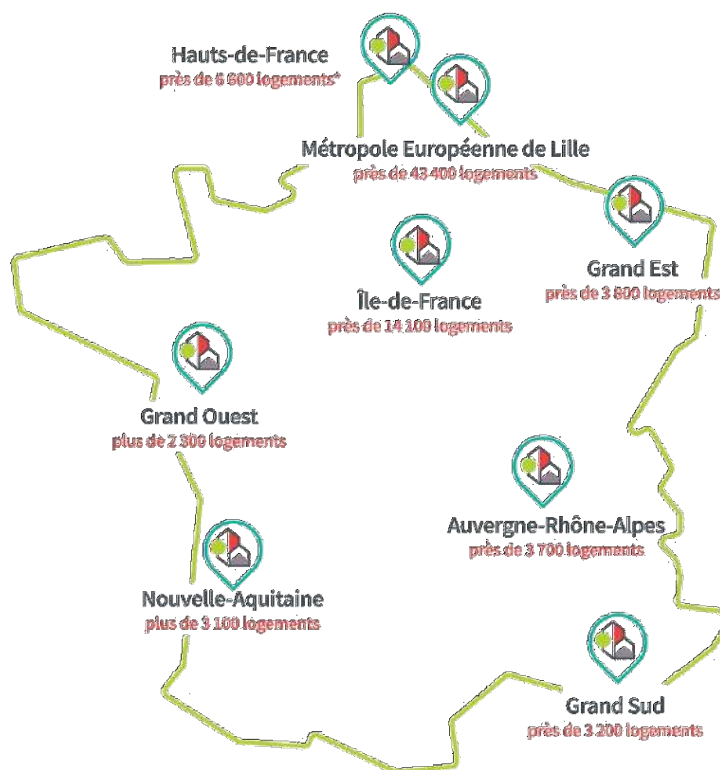 Hauts-de-France
près de 6 600 logements*
Métropole Européenne de Lille
près de 43 400 logements
Grand Est
près de 3 800 logements
Île-de-France
près de 14 100 logements
Grand Ouest
plus de 2 300 logements
Auvergne-Rhône-Alpes
près de 3 700 logements
Nouvelle-Aquitaine
plus de 3 100 logements
Grand Sud
près de 3 200 logements